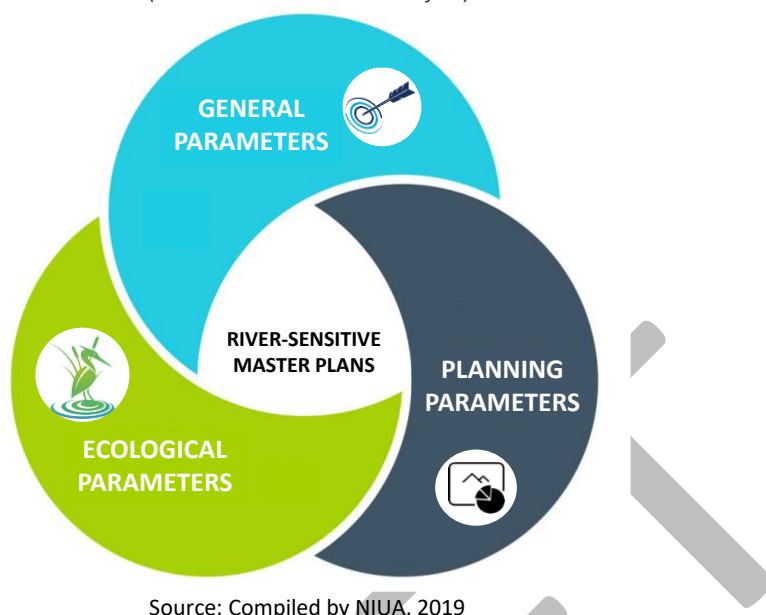 GENERAL
PARAMETERS
RIVER-SENSITIVE
MASTER PLANS
PLANNING
PARAMETERS
ECOLOGICAL
PARAMETERS
Source: Compiled by NIUA, 2019